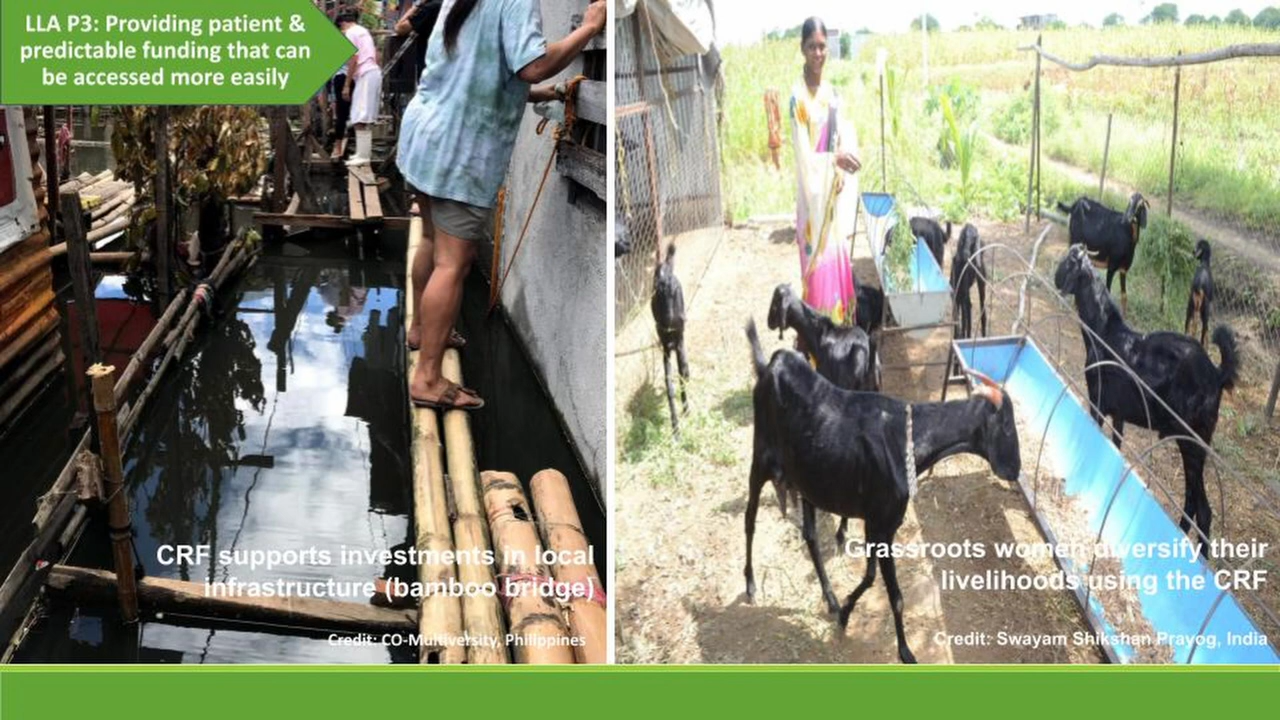 LLA P3: Providing patient &
predictable funding that can
be accessed more easily
CRF supports investments in local
infrastructure (bamboo bridge)
Credit: CO-Multiversity, Philippines
Grassroots women diversify their
livelihoods using the CRF
Credit: Swayam Shikshan Prayog, India